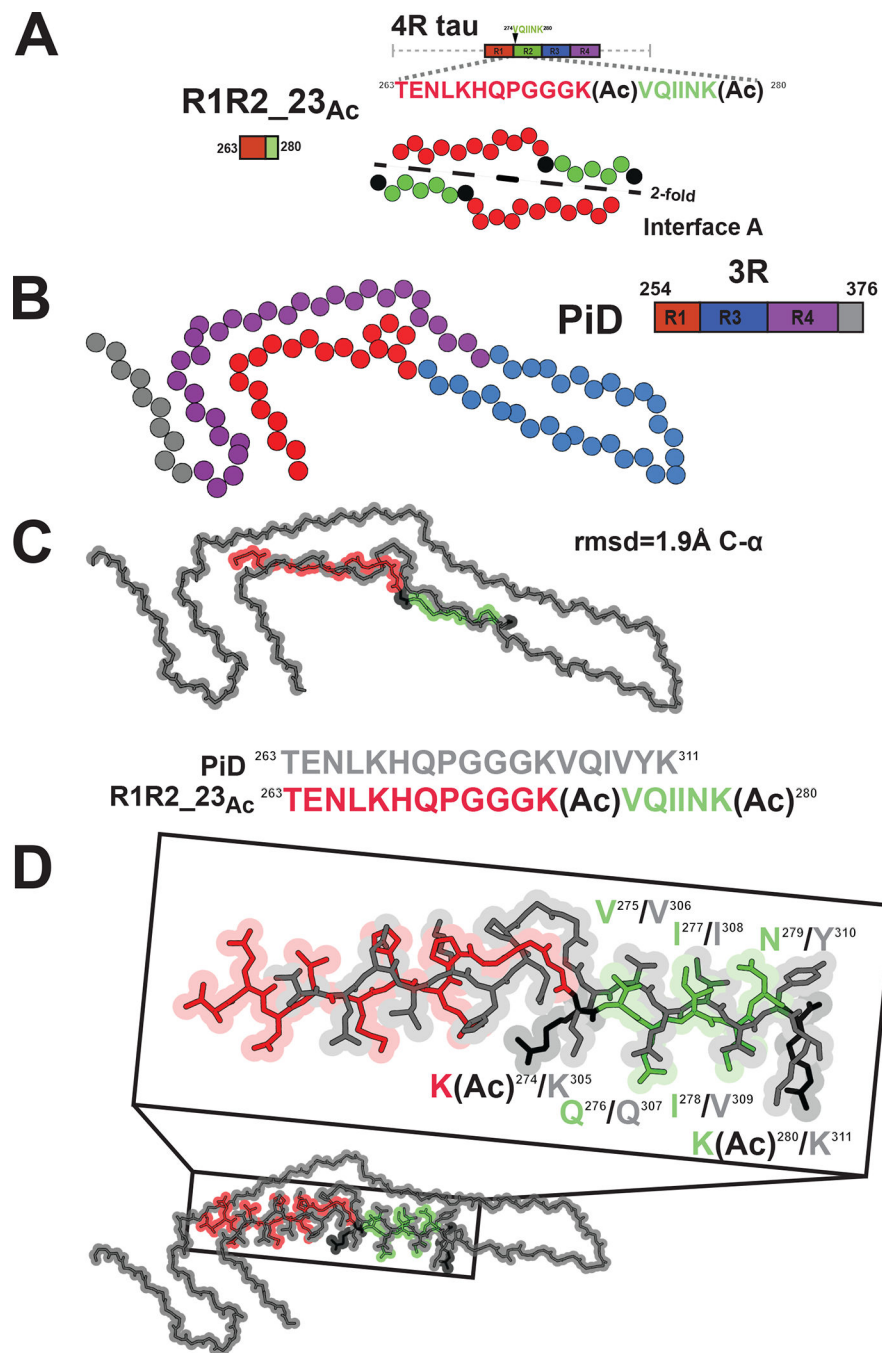 A
4R tau
274VQIINK280
R1 R2 R3 R4
263TENLKHQPGGGK(Ac)VQIINK(Ac) 280
R1R2_23Ac
263 280
2-fold
Interface A
B
3R
254 376
PiD R1 R3 R4
C
rmsd=1.9Å C-α
PiD 263 TENLKHQPGGGKVQIVYK311
R1R2_23Ac 263TENLKHQPGGGK(Ac)VQIINK(Ac)280
D
V275/V306
I277/I308
N279/Y310
K(Ac)274/K305
Q276/Q307
I278/V309
K(Ac)280/K311